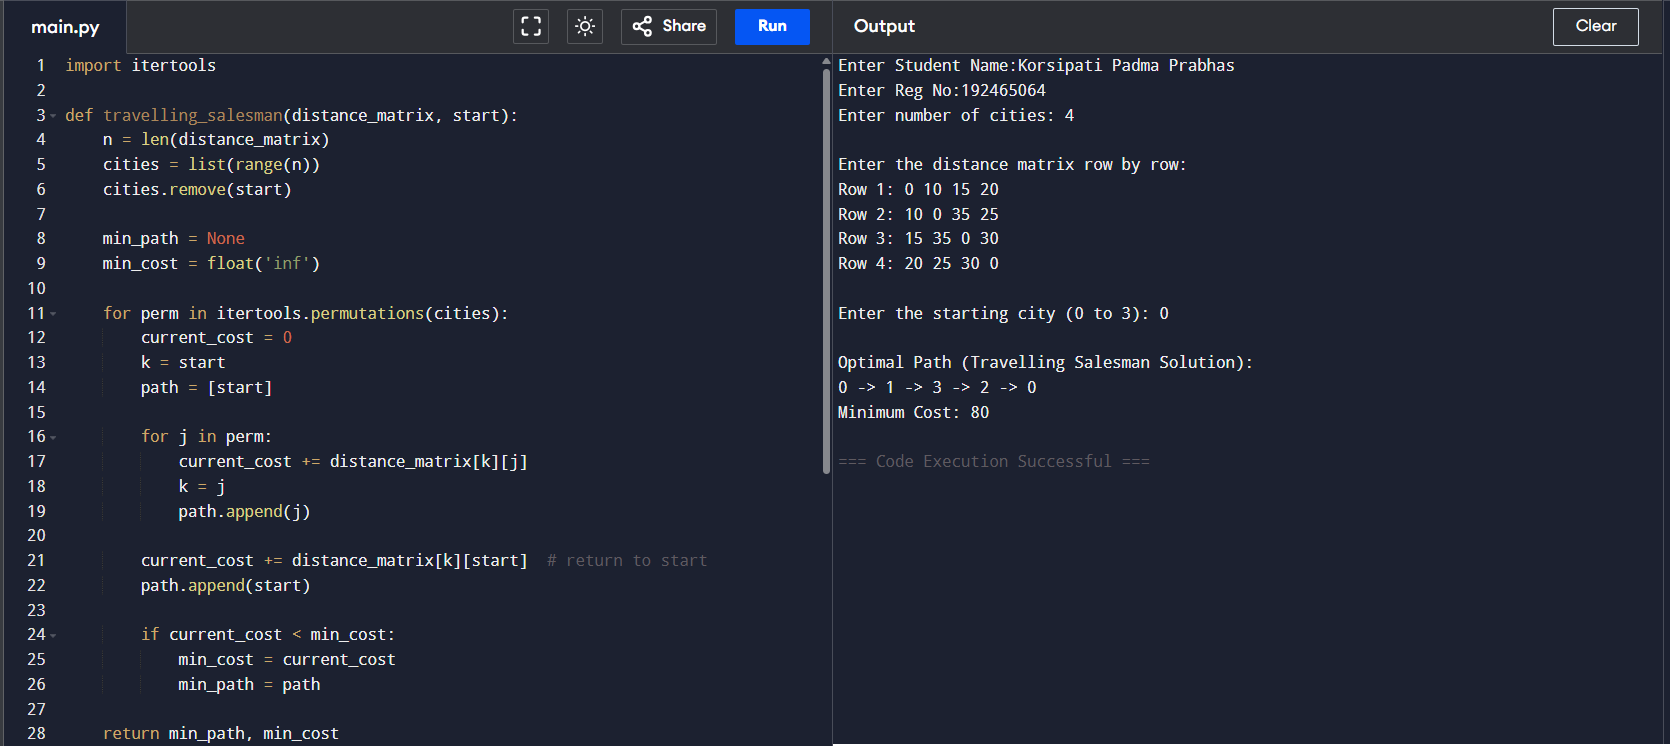 main.py
Share
Run
Output
Clear
1 import itertools
2
3 def travelling_salesman(distance_matrix, start):
4     n = len(distance_matrix)
5     cities = list(range(n))
6     cities.remove(start)
7
8     min_path = None
9     min_cost = float('inf')
10
11     for perm in itertools.permutations(cities):
12         current_cost = 0
13         k = start
14         path = [start]
15
16         for j in perm:
17             current_cost += distance_matrix[k][j]
18             k = j
19             path.append(j)
20
21         current_cost += distance_matrix[k][start]  # return to start
22         path.append(start)
23
24         if current_cost < min_cost:
25             min_cost = current_cost
26             min_path = path
27
28     return min_path, min_cost
Enter Student Name:Korsipati Padma Prabhas
Enter Reg No:192465064
Enter number of cities: 4
Enter the distance matrix row by row:
Row 1: 0 10 15 20
Row 2: 10 0 35 25
Row 3: 15 35 0 30
Row 4: 20 25 30 0
Enter the starting city (0 to 3): 0
Optimal Path (Travelling Salesman Solution):
0 -> 1 -> 3 -> 2 -> 0
Minimum Cost: 80
=== Code Execution Successful ===